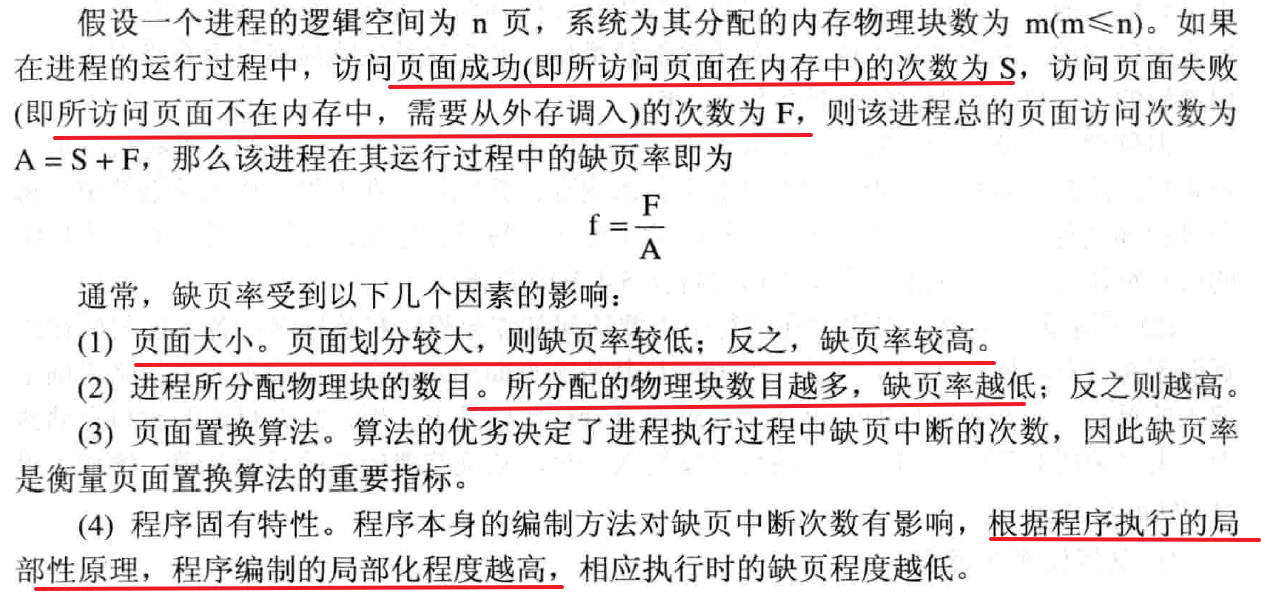 假设一个进程的逻辑空间为 n 页，系统为其分配的内存物理块数为 m(m≤n)。如果
在进程的运行过程中，访问页面成功(即所访问页面在内存中)的次数为 S，访问页面失败
(即所访问页面不在内存中，需要从外存调入)的次数为 F，则该进程总的页面访问次数为
A = S + F，那么该进程在其运行过程中的缺页率即为
f = F/A
通常，缺页率受到以下几个因素的影响：
(1) 页面大小。页面划分较大，则缺页率较低；反之，缺页率较高。
(2) 进程所分配物理块的数目。所分配的物理块数目越多，缺页率越低；反之则越高。
(3) 页面置换算法。算法的优劣决定了进程执行过程中缺页中断的次数，因此缺页率
是衡量页面置换算法的重要指标。
(4) 程序固有特性。程序本身的编制方法对缺页中断次数有影响，根据程序执行的局
部性原理，程序编制的局部化程度越高，相应执行时的缺页程度越低。